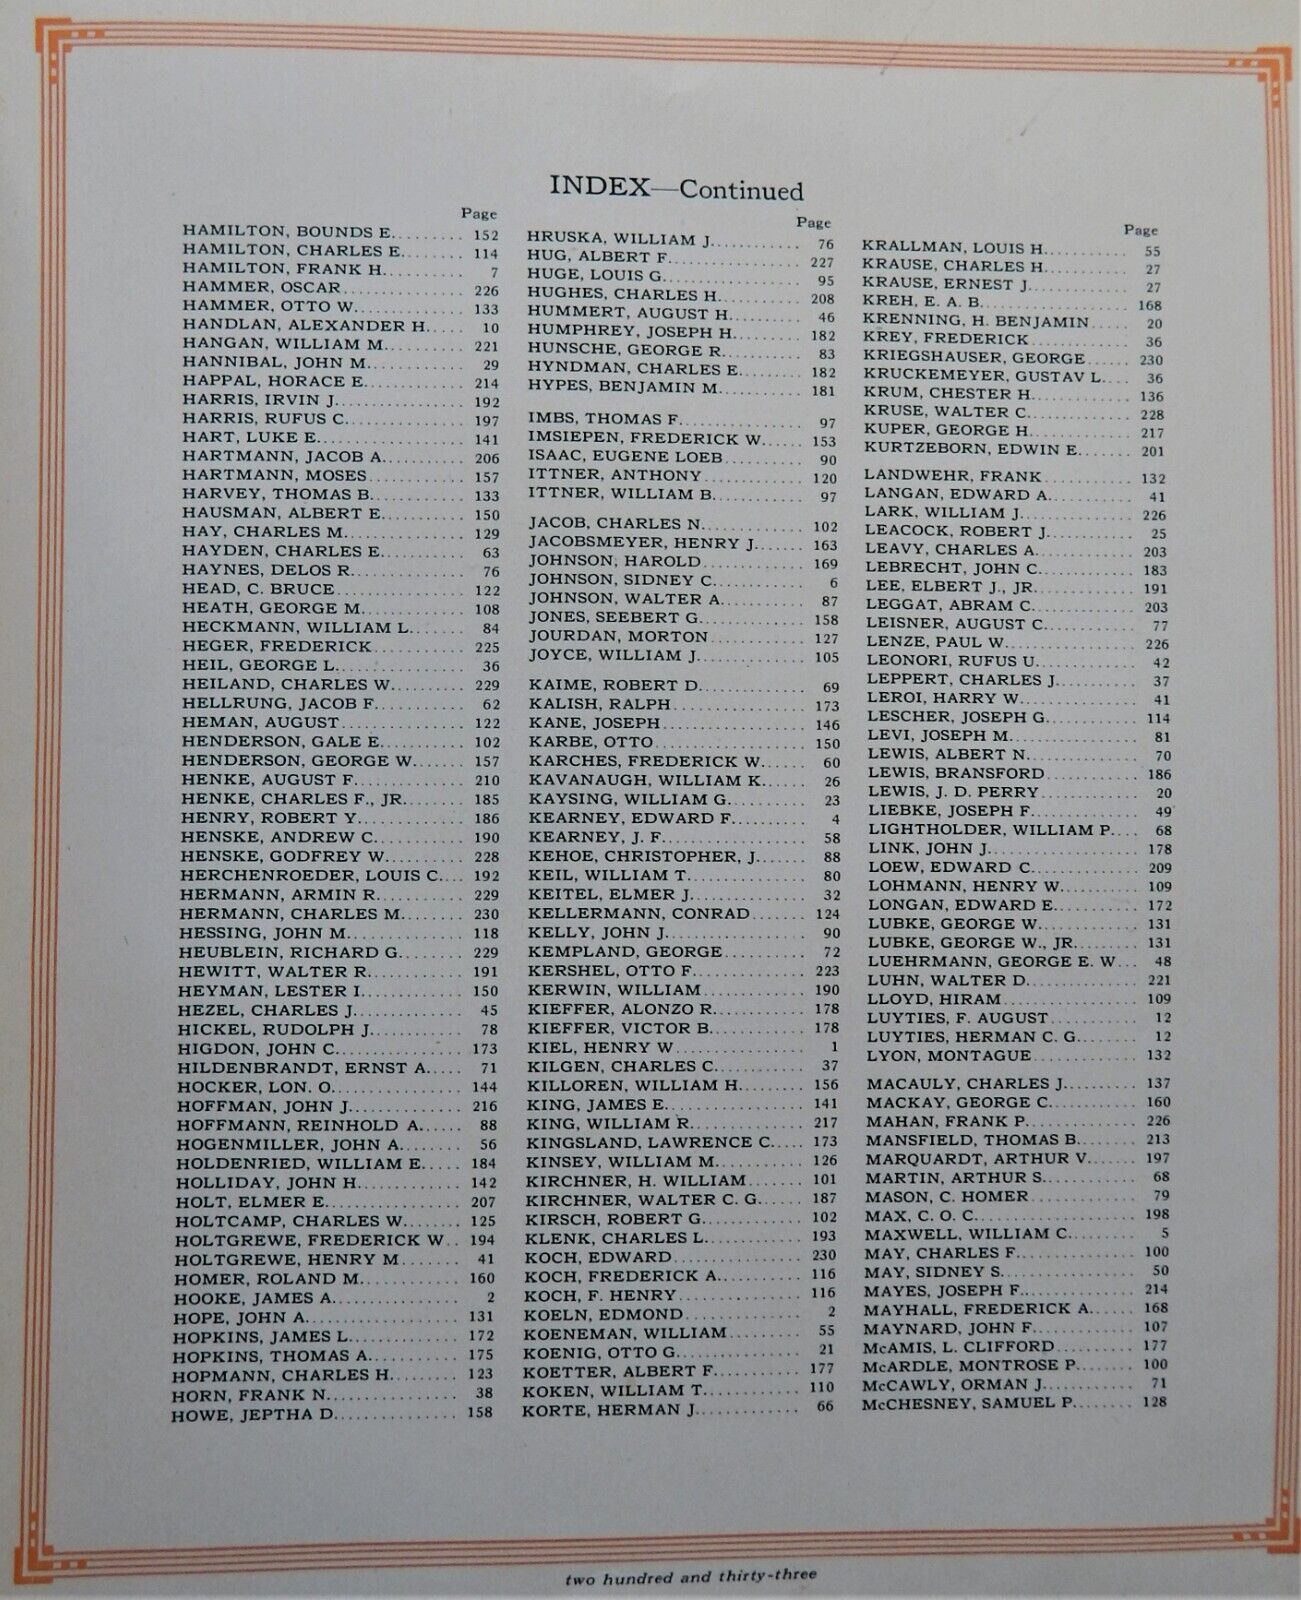 INDEX—Continued
Page
HAMILTON, BOUNDS E. 152
HAMILTON, CHARLES E. 114
HAMILTON, FRANK H. 7
HAMMER, OSCAR 226
HAMMER, OTTO W. 133
HANDLAN, ALEXANDER H. 10
HANGAN, WILLIAM M. 221
HANNIBAL, JOHN M. 29
HAPPAL, HORACE E. 214
HARRIS, IRVIN J. 192
HARRIS, RUFUS C. 197
HART, LUKE E. 141
HARTMANN, JACOB A. 206
HARTMANN, MOSES 157
HARVEY, THOMAS B. 133
HAUSMAN, ALBERT E. 150
HAY, CHARLES M. 129
HAYDEN, CHARLES E. 63
HAYNES, DELOS R. 76
HEAD, C. BRUCE 122
HEATH, GEORGE M. 108
HECKMANN, WILLIAM L. 84
HEGER, FREDERICK 225
HEIL, GEORGE L. 36
HEILAND, CHARLES W. 229
HELLRUNG, JACOB F. 62
HEMAN, AUGUST 122
HENDERSON, GALE E. 102
HENDERSON, GEORGE W. 157
HENKE, AUGUST F. 210
HENKE, CHARLES F., JR. 185
HENRY, ROBERT Y. 186
HENSKE, ANDREW C. 190
HENSKE, GODFREY W. 228
HERCHENROEDER, LOUIS C. 192
HERMANN, ARMIN R. 229
HERMANN, CHARLES M. 230
HESSING, JOHN M. 118
HEUBLEIN, RICHARD G. 229
HEWITT, WALTER R. 191
HEYMAN, LESTER I. 150
HEZEL, CHARLES J. 45
HICKEL, RUDOLPH J. 78
HIGDON, JOHN C. 173
HILDENBRANDT, ERNST A. 71
HOCKER, LON. O. 144
HOFFMAN, JOHN J. 216
HOFFMANN, REINHOLD A. 88
HOGENMILLER, JOHN A. 56
HOLDENRIED, WILLIAM E. 184
HOLLIDAY, JOHN H. 142
HOLT, ELMER E. 207
HOLTCAMP, CHARLES W. 125
HOLTGREWE, FREDERICK W. 194
HOLTGREWE, HENRY M. 41
HOMER, ROLAND M. 160
HOOKE, JAMES A. 2
HOPE, JOHN A. 131
HOPKINS, JAMES L. 172
HOPKINS, THOMAS A. 175
HOPMANN, CHARLES H. 123
HORN, FRANK N. 38
HOWE, JEPTHA D. 158
Page
HRUSKA, WILLIAM J. 76
HUG, ALBERT F. 227
HUGE, LOUIS G. 95
HUGHES, CHARLES H. 208
HUMMERT, AUGUST H. 46
HUMPHREY, JOSEPH H. 182
HUNSCHE, GEORGE R. 83
HYNDMAN, CHARLES E. 182
HYPES, BENJAMIN M. 181
IMBS, THOMAS F. 97
IMSIEPEN, FREDERICK W. 153
ISAAC, EUGENE LOEB 90
ITTNER, ANTHONY 120
ITTNER, WILLIAM B. 97
JACOB, CHARLES N. 102
JACOBSMEYER, HENRY J. 163
JOHNSON, HAROLD 169
JOHNSON, SIDNEY C. 6
JOHNSON, WALTER A. 87
JONES, SEEBERT G. 158
JOURDAN, MORTON 127
JOYCE, WILLIAM J. 105
KAIME, ROBERT D. 69
KALISH, RALPH 173
KANE, JOSEPH 146
KARBE, OTTO 150
KARCHES, FREDERICK W. 60
KAVANAUGH, WILLIAM K. 26
KAYSING, WILLIAM G. 23
KEARNEY, EDWARD F. 4
KEARNEY, J. F. 58
KEHOE, CHRISTOPHER, J. 88
KEIL, WILLIAM T. 80
KEITEL, ELMER J. 32
KELLERMANN, CONRAD 124
KELLY, JOHN J. 90
KEMPLAND, GEORGE 72
KERSHEL, OTTO F. 223
KERWIN, WILLIAM 190
KIEFFER, ALONZO R. 178
KIEFFER, VICTOR B. 178
KIEL, HENRY W. 1
KILGEN, CHARLES C. 37
KILLOREN, WILLIAM H. 156
KING, JAMES E. 141
KING, WILLIAM R. 217
KINGSLAND, LAWRENCE C. 173
KINSEY, WILLIAM M. 126
KIRCHNER, H. WILLIAM 101
KIRCHNER, WALTER C. G. 187
KIRSCH, ROBERT G. 102
KLENK, CHARLES L. 193
KOCH, EDWARD 230
KOCH, FREDERICK A. 116
KOCH, F. HENRY 116
KOELN, EDMOND 2
KOENEMAN, WILLIAM 55
KOENIG, OTTO G. 21
KOETTER, ALBERT F. 177
KOKEN, WILLIAM T. 110
KORTE, HERMAN J. 66
Page
KRALLMAN, LOUIS H. 55
KRAUSE, CHARLES H. 27
KRAUSE, ERNEST J. 27
KREH, E. A. B. 168
KRENNING, H. BENJAMIN 20
KREY, FREDERICK 36
KRIEGSHAUSER, GEORGE 230
KRUCKEMEYER, GUSTAV L. 36
KRUM, CHESTER H. 136
KRUSE, WALTER C. 228
KUPER, GEORGE H. 217
KURTZEBORN, EDWIN E. 201
LANDWEHR, FRANK 132
LANGAN, EDWARD A. 41
LARK, WILLIAM J. 226
LEACOCK, ROBERT J. 25
LEAVY, CHARLES A. 203
LEBRECHT, JOHN C. 183
LEE, ELBERT J., JR. 191
LEGGAT, ABRAM C. 203
LEISNER, AUGUST C. 77
LENZE, PAUL W. 226
LEONORI, RUFUS U. 42
LEPPERT, CHARLES J. 37
LEROI, HARRY W. 41
LESCHER, JOSEPH G. 114
LEVI, JOSEPH M. 81
LEWIS, ALBERT N. 70
LEWIS, BRANSFORD 186
LEWIS, J. D. PERRY 20
LIEBKE, JOSEPH F. 49
LIGHTHOLDER, WILLIAM P. 68
LINK, JOHN J. 178
LOEW, EDWARD C. 209
LOHMANN, HENRY W. 109
LONGAN, EDWARD E. 172
LUBKE, GEORGE W. 131
LUBKE, GEORGE W., JR. 131
LUEHRMANN, GEORGE E. W. 48
LUHN, WALTER D. 221
LLOYD, HIRAM 109
LUYTIES, F. AUGUST 12
LUYTIES, HERMAN C. G. 12
LYON, MONTAGUE 132
MACAULY, CHARLES J. 137
MACKAY, GEORGE C. 160
MAHAN, FRANK P. 226
MANSFIELD, THOMAS B. 213
MARQUARDT, ARTHUR V. 197
MARTIN, ARTHUR S. 68
MASON, C. HOMER 79
MAX, C. O. C. 198
MAXWELL, WILLIAM C. 5
MAY, CHARLES F. 100
MAY, SIDNEY S. 50
MAYES, JOSEPH F. 214
MAYHALL, FREDERICK A. 168
MAYNARD, JOHN F. 107
McAMIS, L. CLIFFORD 177
McARDLE, MONTROSE P. 100
McCAWLY, ORMAN J. 71
McCHESNEY, SAMUEL P. 128
two hundred and thirty-three